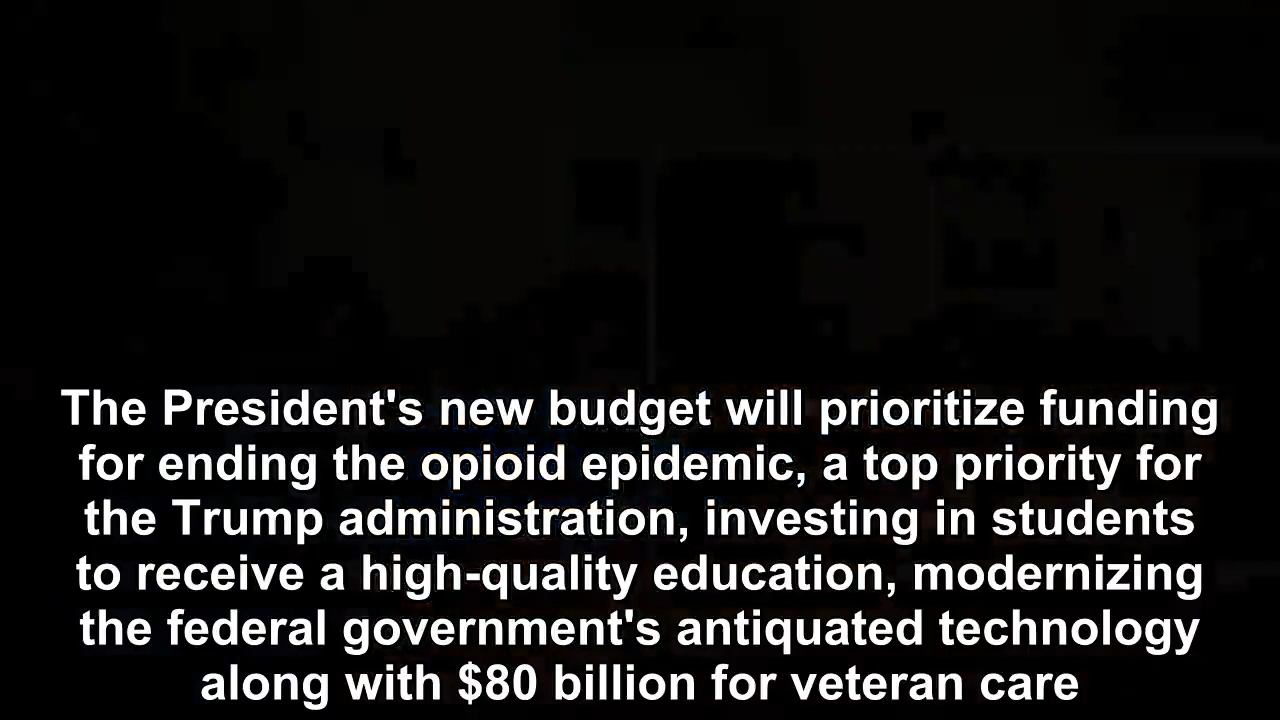 The President's new budget will prioritize funding
for ending the opioid epidemic, a top priority for
the Trump administration, investing in students
to receive a high-quality education, modernizing
the federal government's antiquated technology
along with $80 billion for veteran care